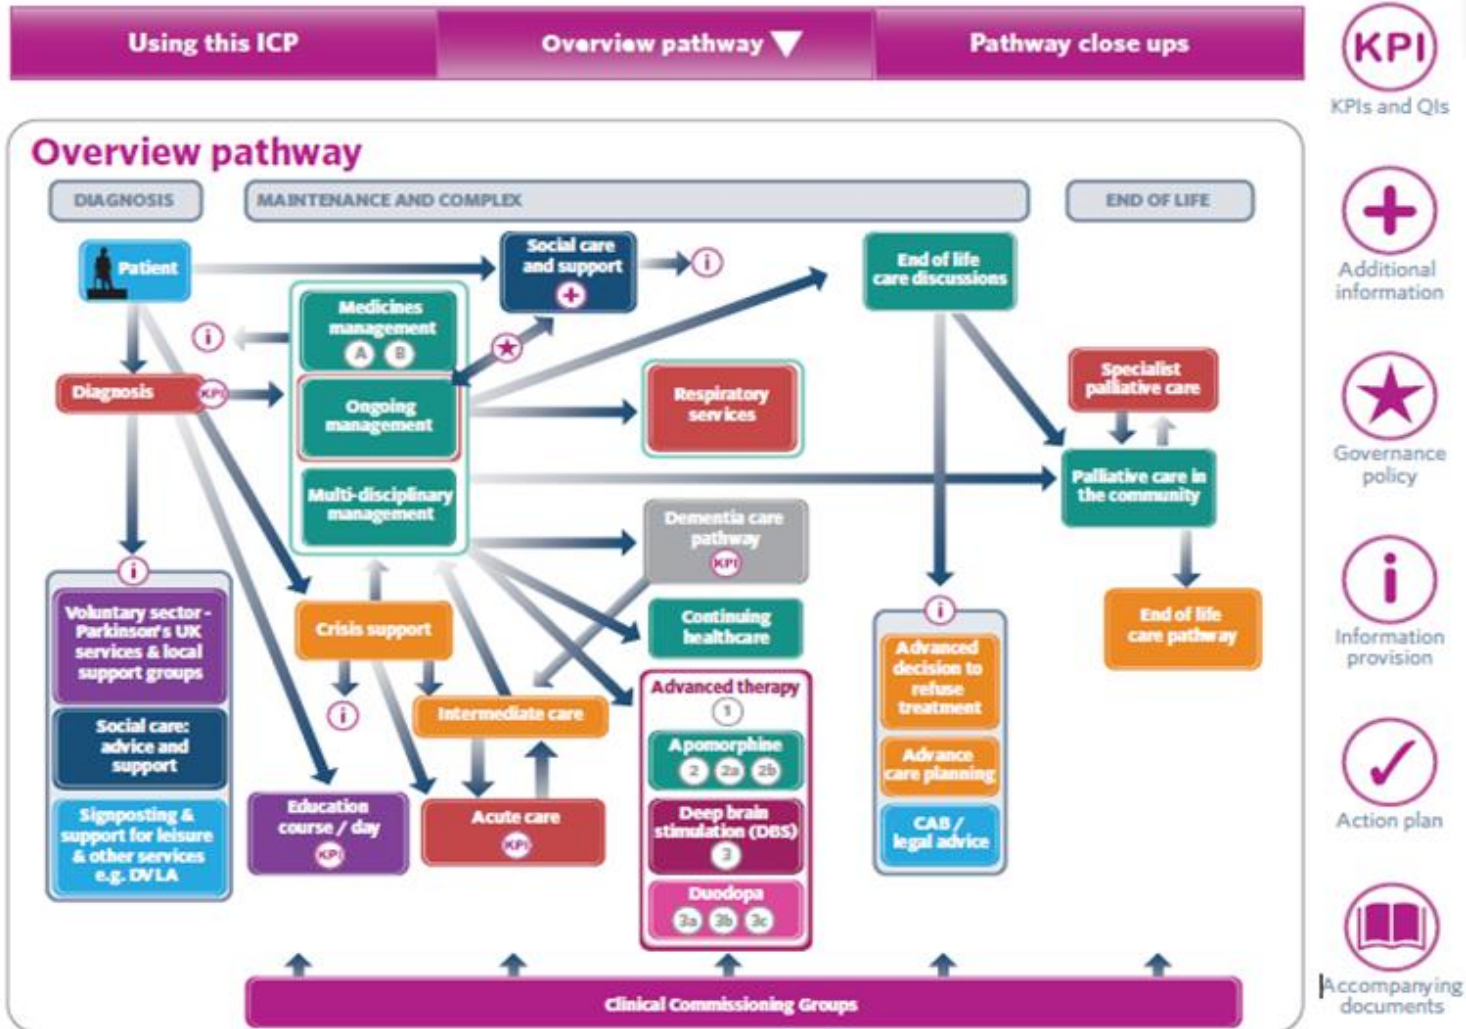 Using this ICP
Overview pathway
Pathway close ups
KPI
KPIs and QIs
Overview pathway
DIAGNOSIS
MAINTENANCE AND COMPLEX
END OF LIFE
Patient
Social care
and support
i
End of life
care discussions
Medicines
management
A B
i
Diagnosis
KPI
Ongoing
management
Respiratory
services
Specialist
palliative care
Multi-disciplinary
management
Palliative care in
the community
Dementia care
pathway
KPI
i
Voluntary sector -
Parkinson's UK
services & local
support groups
Crisis support
Continuing
healthcare
i
End of life
care pathway
Social care:
advice and
support
i
Intermediate care
Advanced therapy
1
Apomorphine
2 2a 2b
Advanced
decision to
refuse
treatment
Advance
care planning
Signposting &
support for leisure
& other services
e.g. DVLA
Education
course / day
KPI
Acute care
KPI
Deep brain
stimulation (DBS)
3
CAB /
legal advice
Duodopa
3a 3b 3c
Clinical Commissioning Groups
Additional
information
Governance
policy
i
Information
provision
Action plan
Accompanying
documents